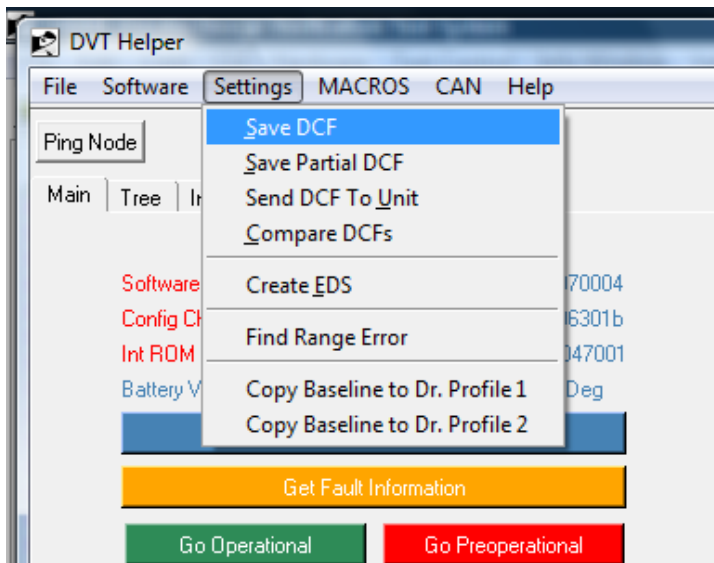 DVT Helper
File Software Settings MACROS CAN Help
Ping Node
Save DCF
Save Partial DCF
Send DCF To Unit
Compare DCFs
Create EDS
Find Range Error
Copy Baseline to Dr. Profile 1
Copy Baseline to Dr. Profile 2
Main Tree
Software 70004
Config 6301b
Int ROM 047001
Battery V Deg
Get Fault Information
Go Operational Go Preoperational